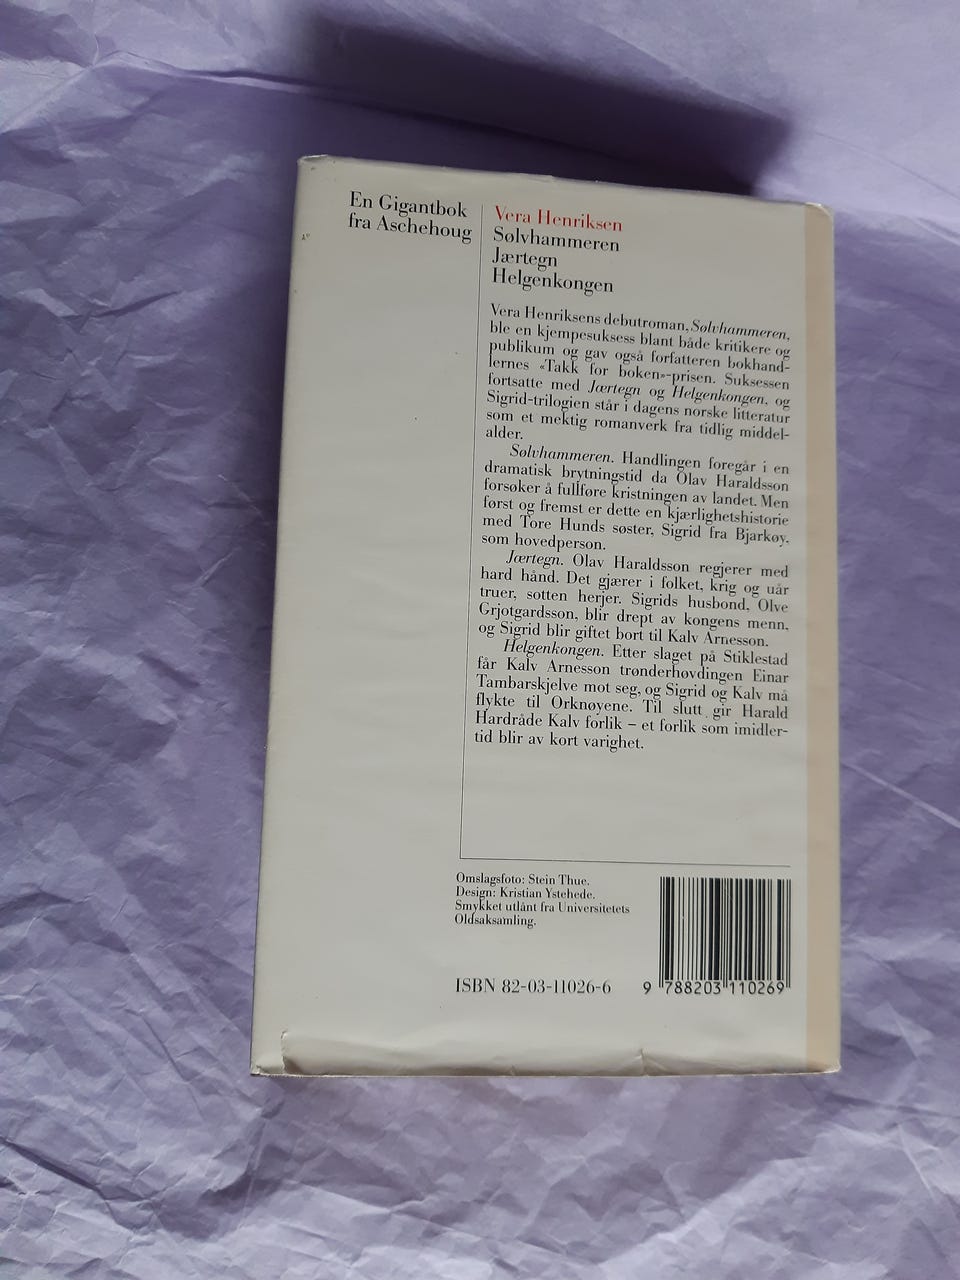 En Gigantbok
fra Aschehoug
Vera Henriksen
Sølvhammeren
Jærtegn
Helgenkongen
Vera Henriksens debutroman, Sølvhammeren,
ble en kjempesuksess blant både kritikere og
publikum og gav også forfatteren bokhand-
lernes «Takk for boken»-prisen. Suksessen
fortsatte med Jærtegn og Helgenkongen, og
Sigrid-trilogien står i dagens norske litteratur
som et mektig romanverk fra tidlig middel-
alder.
Sølvhammeren. Handlingen foregår i en
dramatisk brytningstid da Olav Haraldsson
forsøker å fullføre kristningen av landet. Men
først og fremst er dette en kjærlighetshistorie
med Tore Hunds søster, Sigrid fra Bjarkøy,
som hovedperson.
Jærtegn. Olav Haraldsson regjerer med
hard hånd. Det gjærer i folket, krig og uår
truer, sotten herjer. Sigrids husbond, Olve
Grjotgardsson, blir drept av kongens menn,
og Sigrid blir giftet bort til Kalv Arnesson.
Helgenkongen. Etter slaget på Stiklestad
får Kalv Arnesson trønderhøvdingen Einar
Tambarskjelve mot seg, og Sigrid og Kalv må
flykte til Orknøyene. Til slutt gir Harald
Hardråde Kalv forlik – et forlik som imidler-
tid blir av kort varighet.
Omslagsfoto: Stein Thue.
Design: Kristian Ystehede.
Smykket utlånt fra Universitetets
Oldsaksamling.
ISBN 82-03-11026-6
9 788203 110269